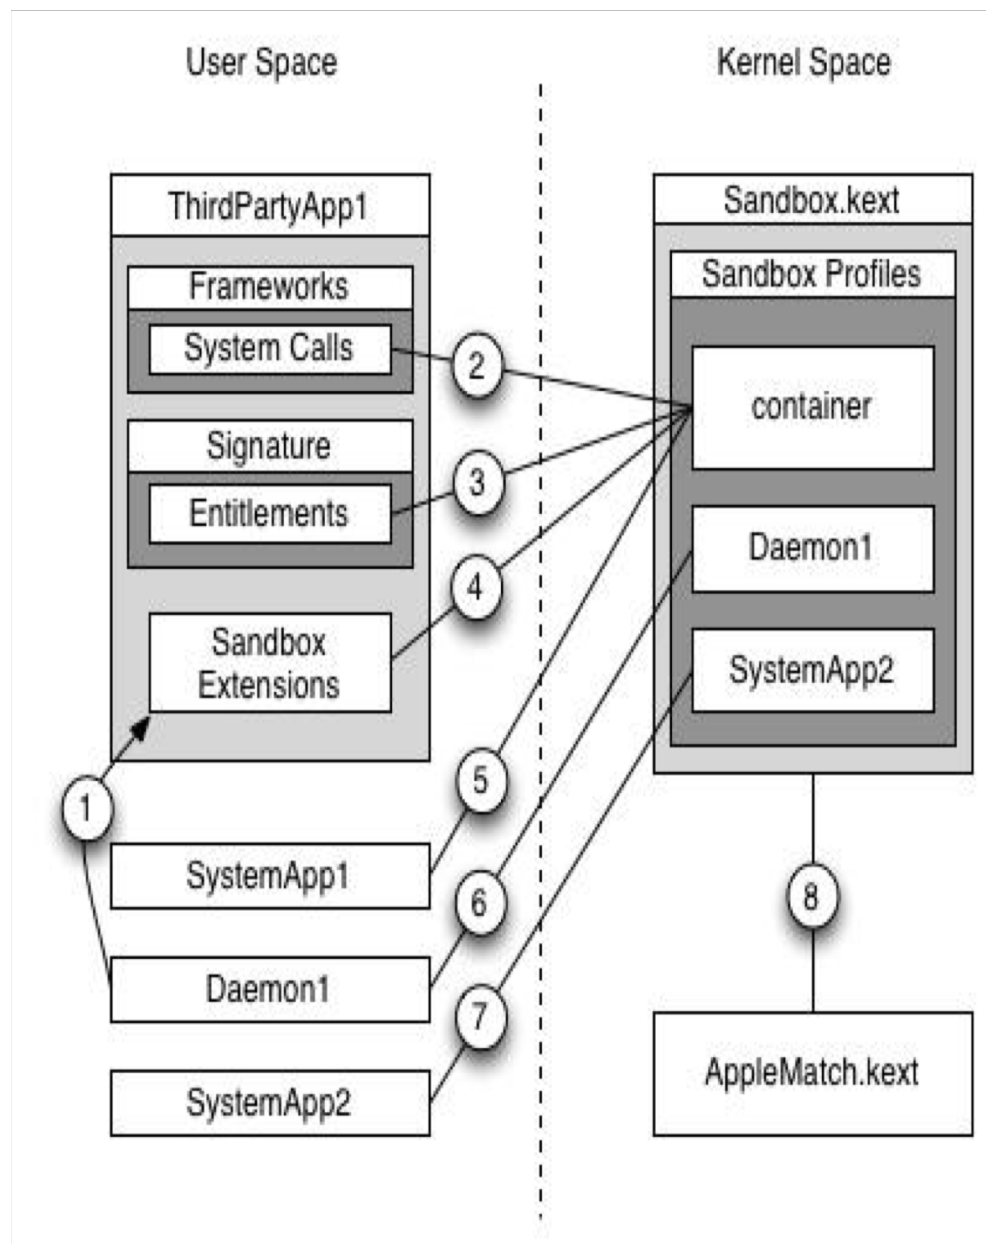 User Space
Kernel Space
ThirdPartyApp1
Frameworks
System Calls
Signature
Entitlements
Sandbox
Extensions
SystemApp1
Daemon1
SystemApp2
1
2
3
4
5
6
7
Sandbox.kext
Sandbox Profiles
container
Daemon1
SystemApp2
8
AppleMatch.kext